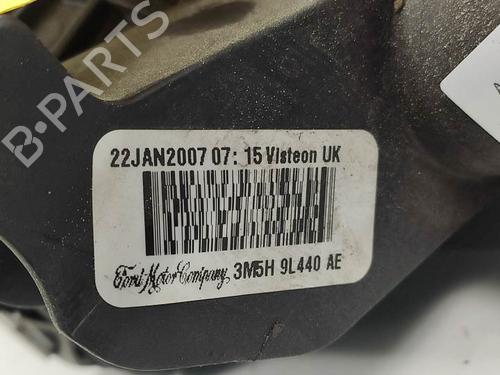 B-PARTS
22JAN2007 07: 15 Visteon UK
Ford Motor Company 3M5H 9L440 AE